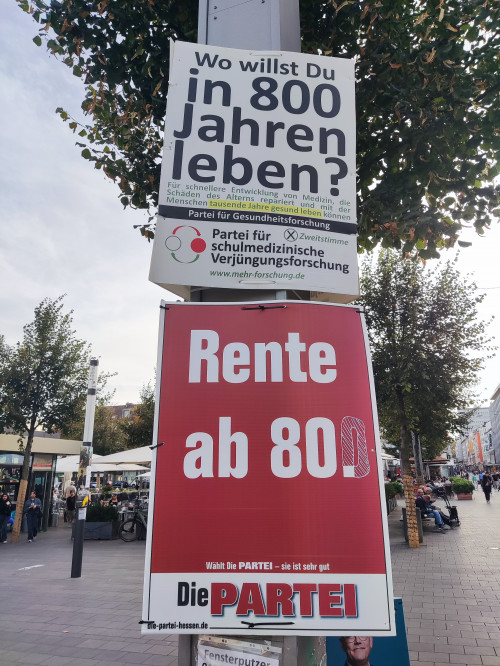 Wo willst Du
in 800
Jahren
leben?
Für schnellere Entwicklung von Medizin, die
Schäden des Alterns repariert und mit der
Menschen tausende Jahre gesund leben können
Partei für Gesundheitsforschung
Zweitstimme
Partei für
schulmedizinische
Verjüngungsforschung
www.mehr-forschung.de
Rente
ab 800
Wählt Die PARTEI – sie ist sehr gut
Die PARTEI
die-partei-hessen.de
Fensterputzer